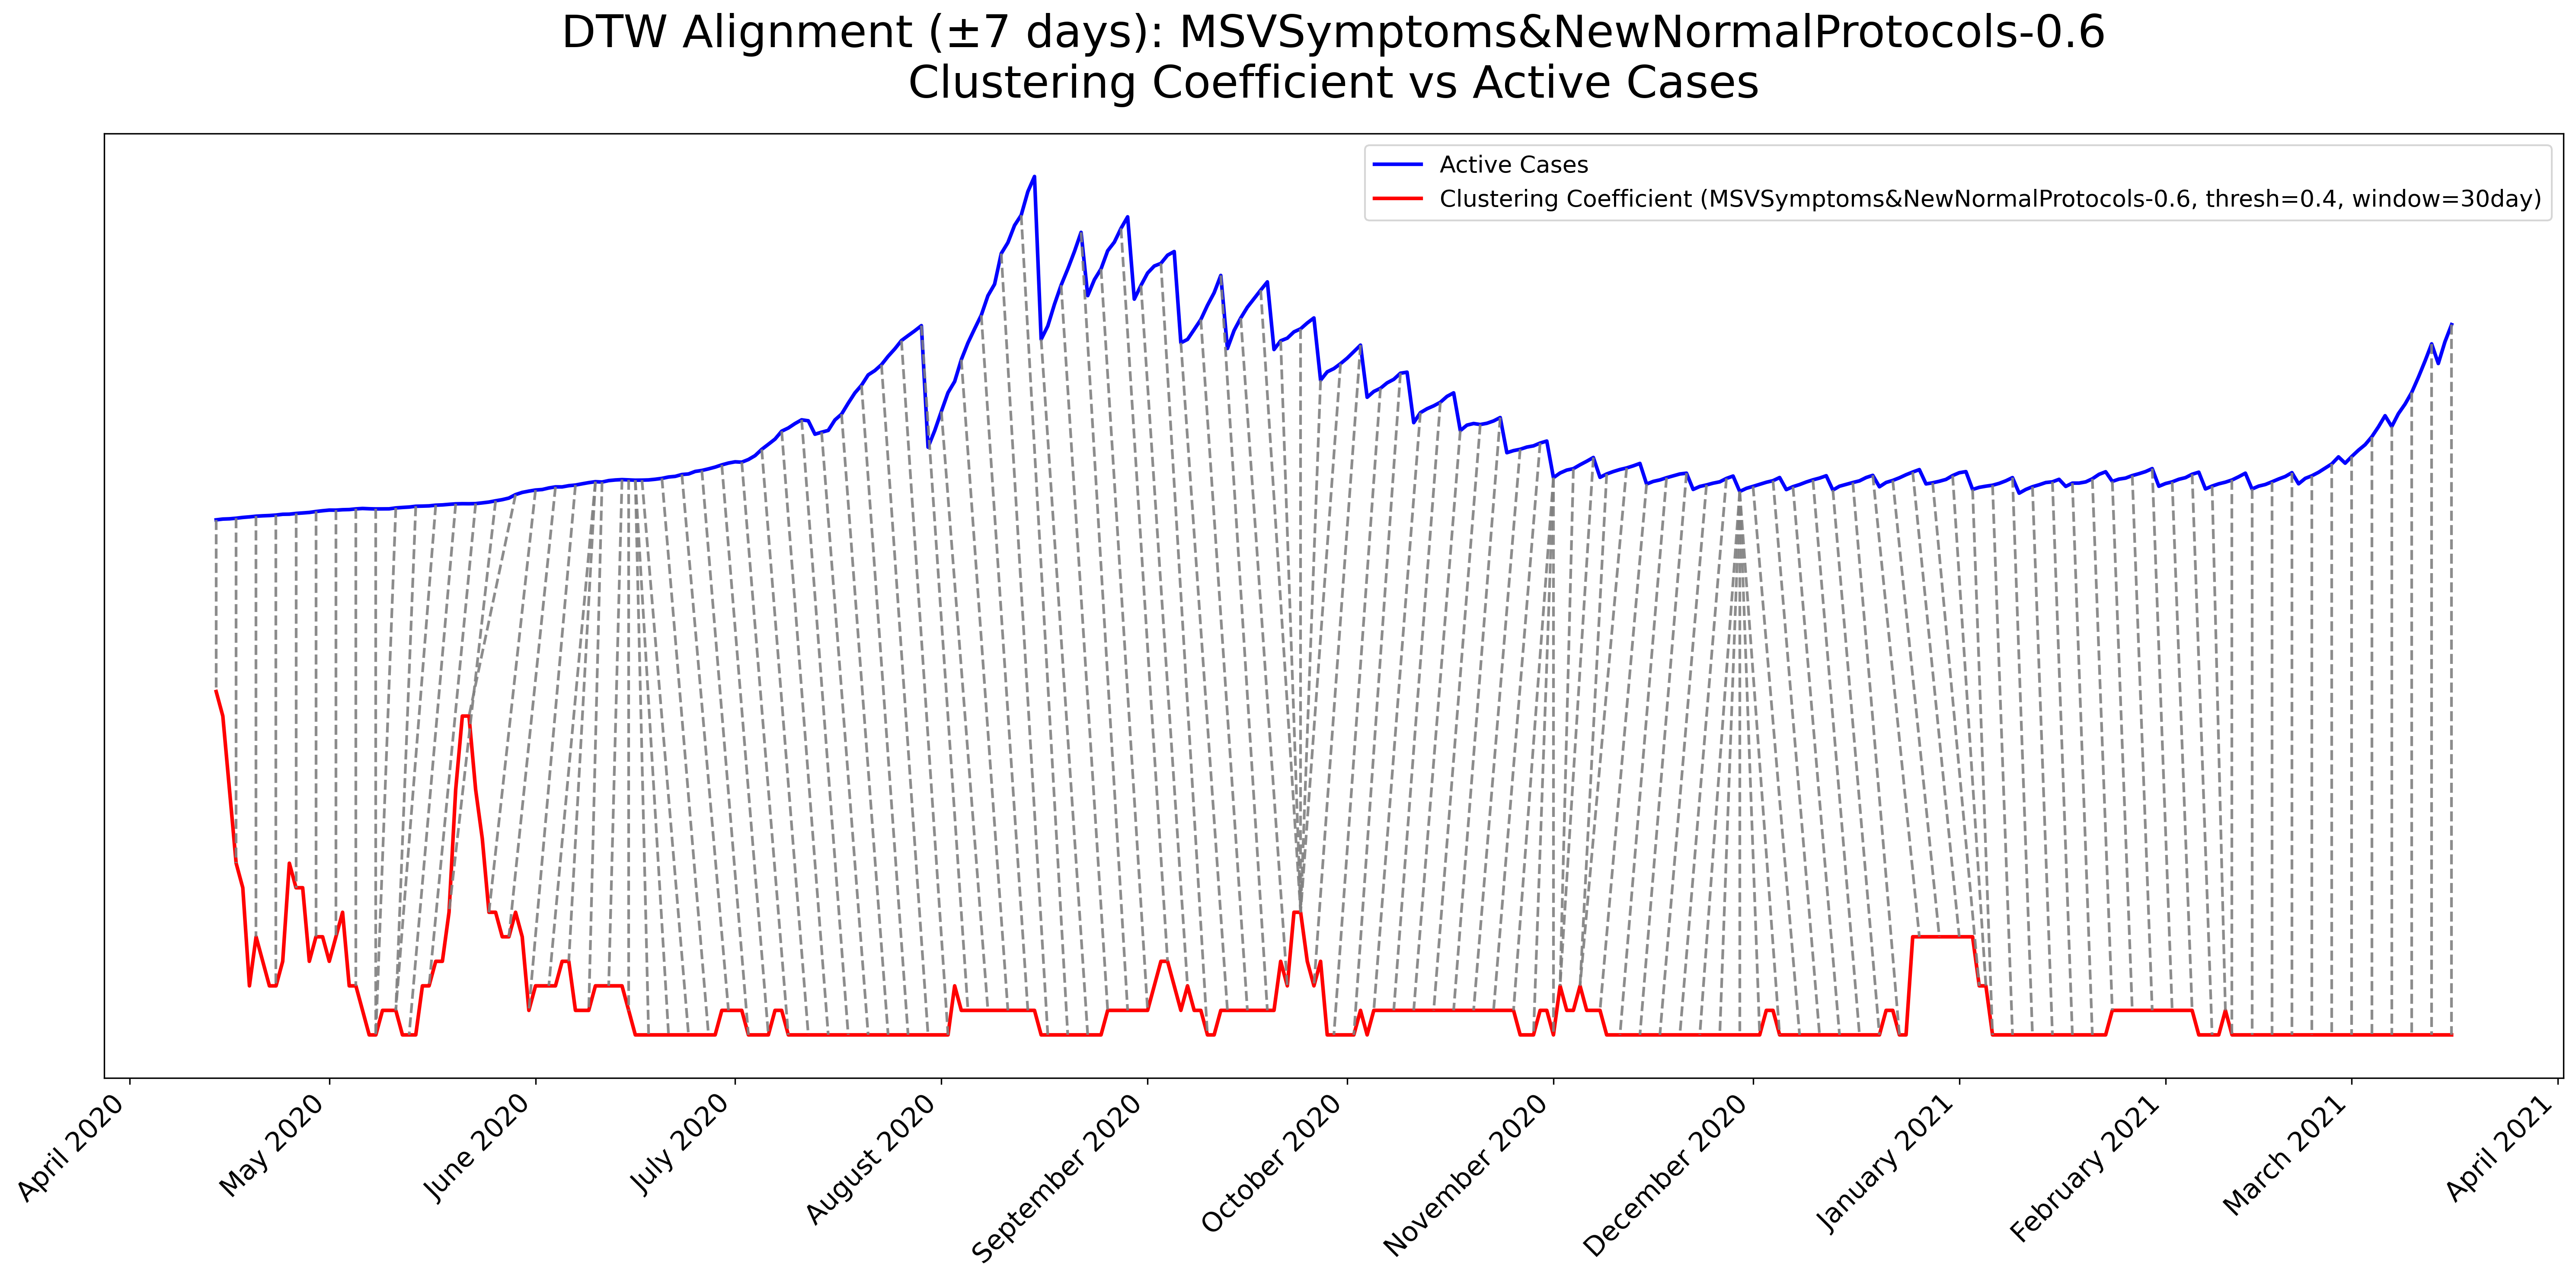 DTW Alignment (±7 days): MSVSymptoms&NewNormalProtocols-0.6
Clustering Coefficient vs Active Cases
Active Cases
Clustering Coefficient (MSVSymptoms&NewNormalProtocols-0.6, thresh=0.4, window=30day)
April 2020
May 2020
June 2020
July 2020
August 2020
September 2020
October 2020
November 2020
December 2020
January 2021
February 2021
March 2021
April 2021